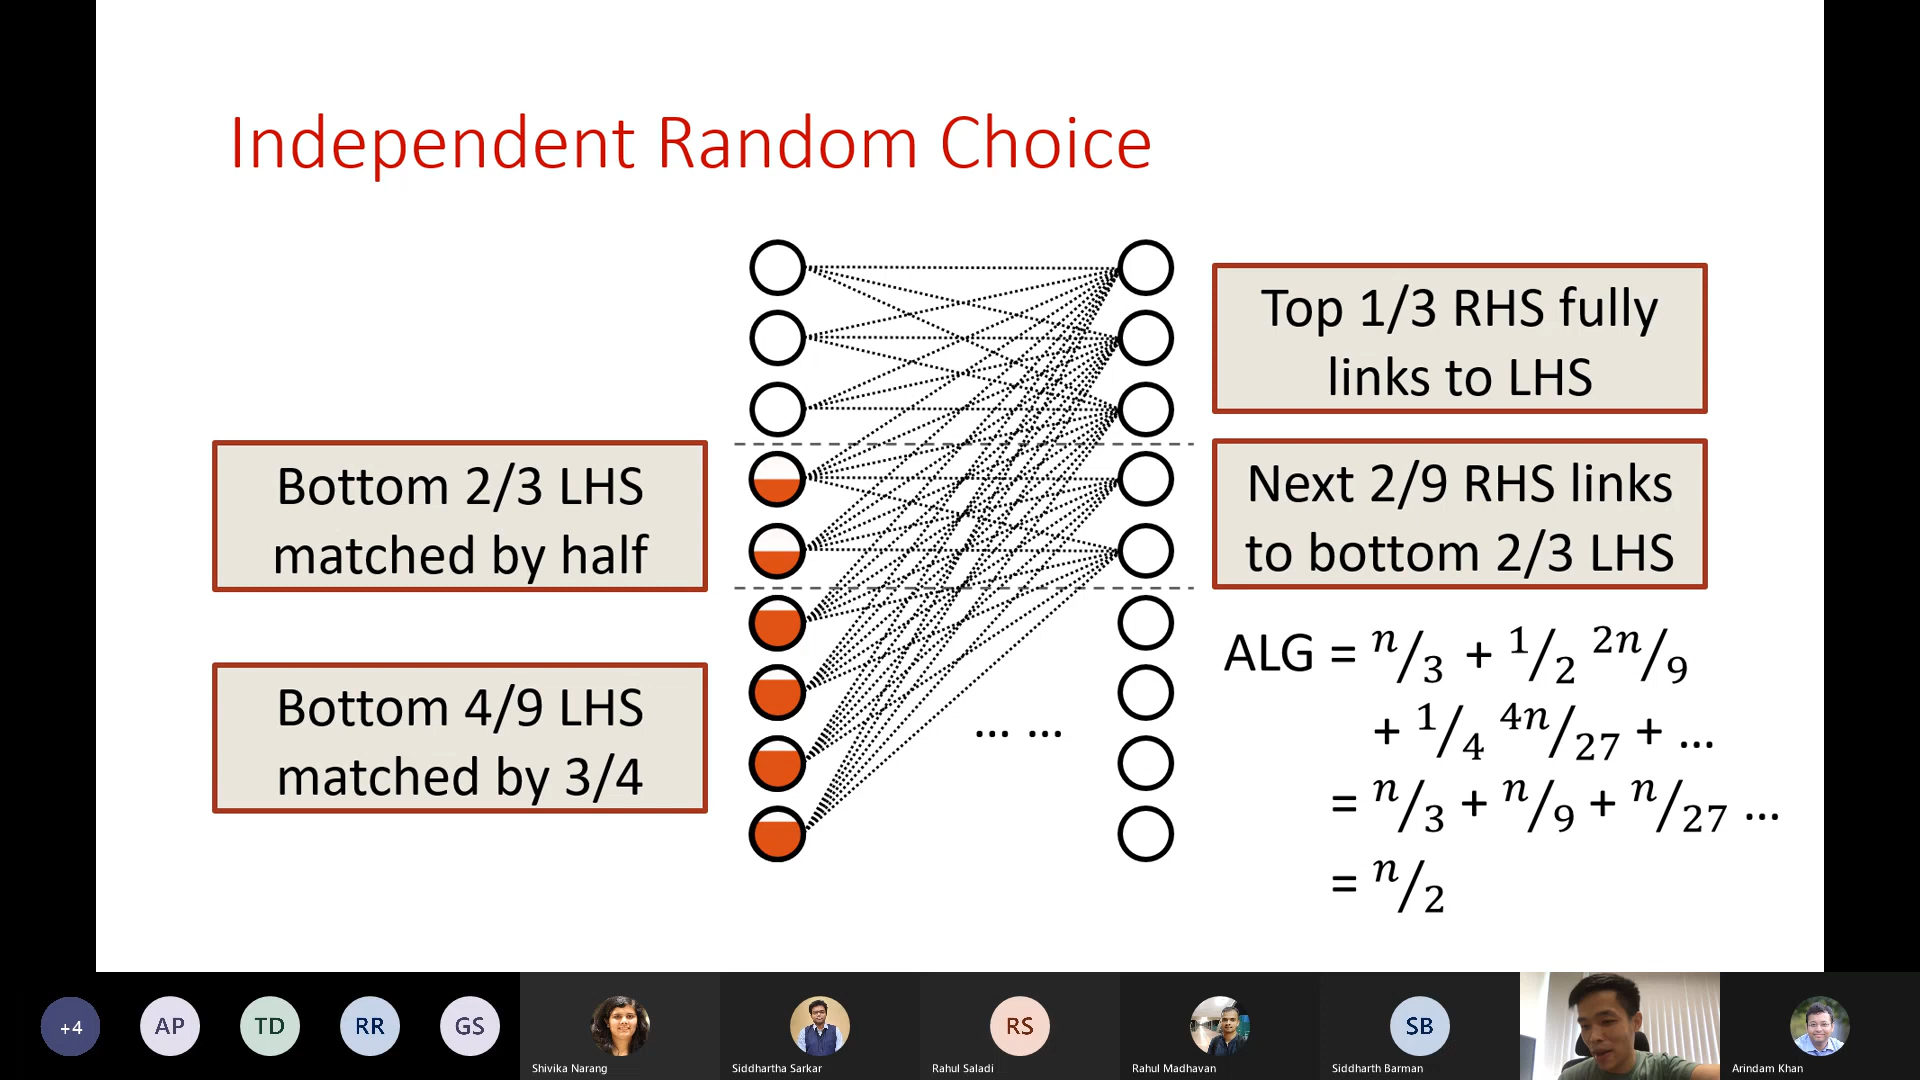 Independent Random Choice
Top 1/3 RHS fully
links to LHS
Bottom 2/3 LHS
matched by half
Next 2/9 RHS links
to bottom 2/3 LHS
Bottom 4/9 LHS
matched by 3/4
ALG = n/3 + 1/2 2n/9
+ 1/4 4n/27 + ...
= n/3 + n/9 + n/27 ...
= n/2
... ...
+4
AP
TD
RR
GS
Shivika Narang
Siddhartha Sarkar
RS
Rahul Saladi
Rahul Madhavan
SB
Siddharth Barman
Arindam Khan